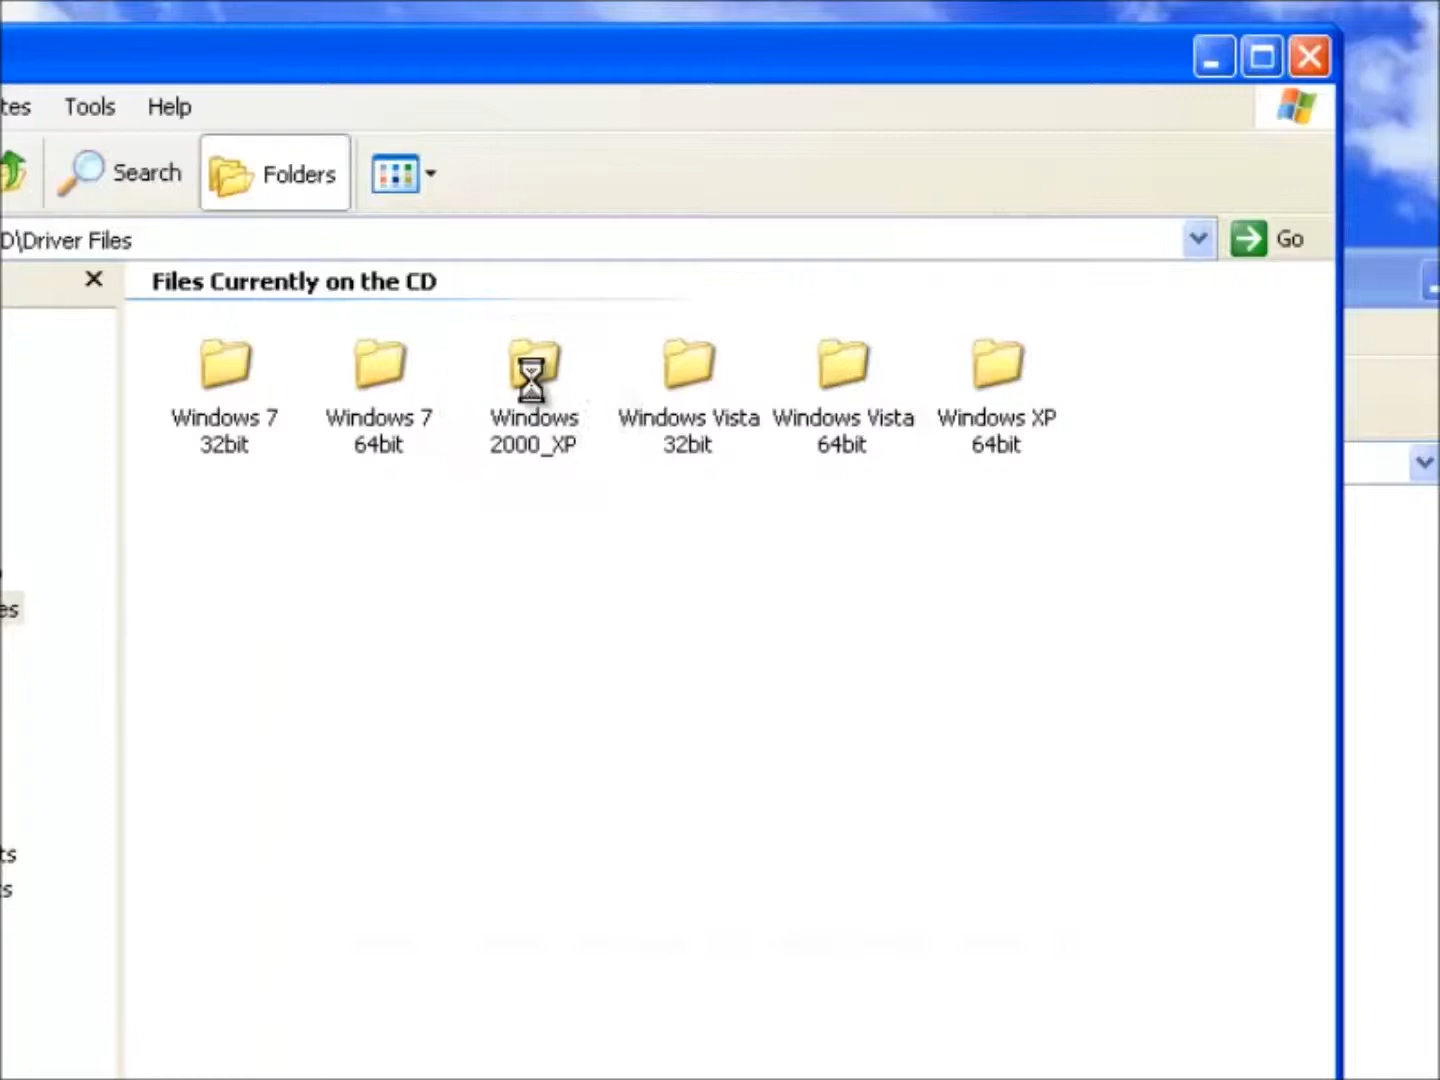 tes Tools Help
Search Folders
D\Driver Files Go
Files Currently on the CD
Windows 7 32bit
Windows 7 64bit
Windows 2000_XP
Windows Vista 32bit
Windows Vista 64bit
Windows XP 64bit
es
ts
s